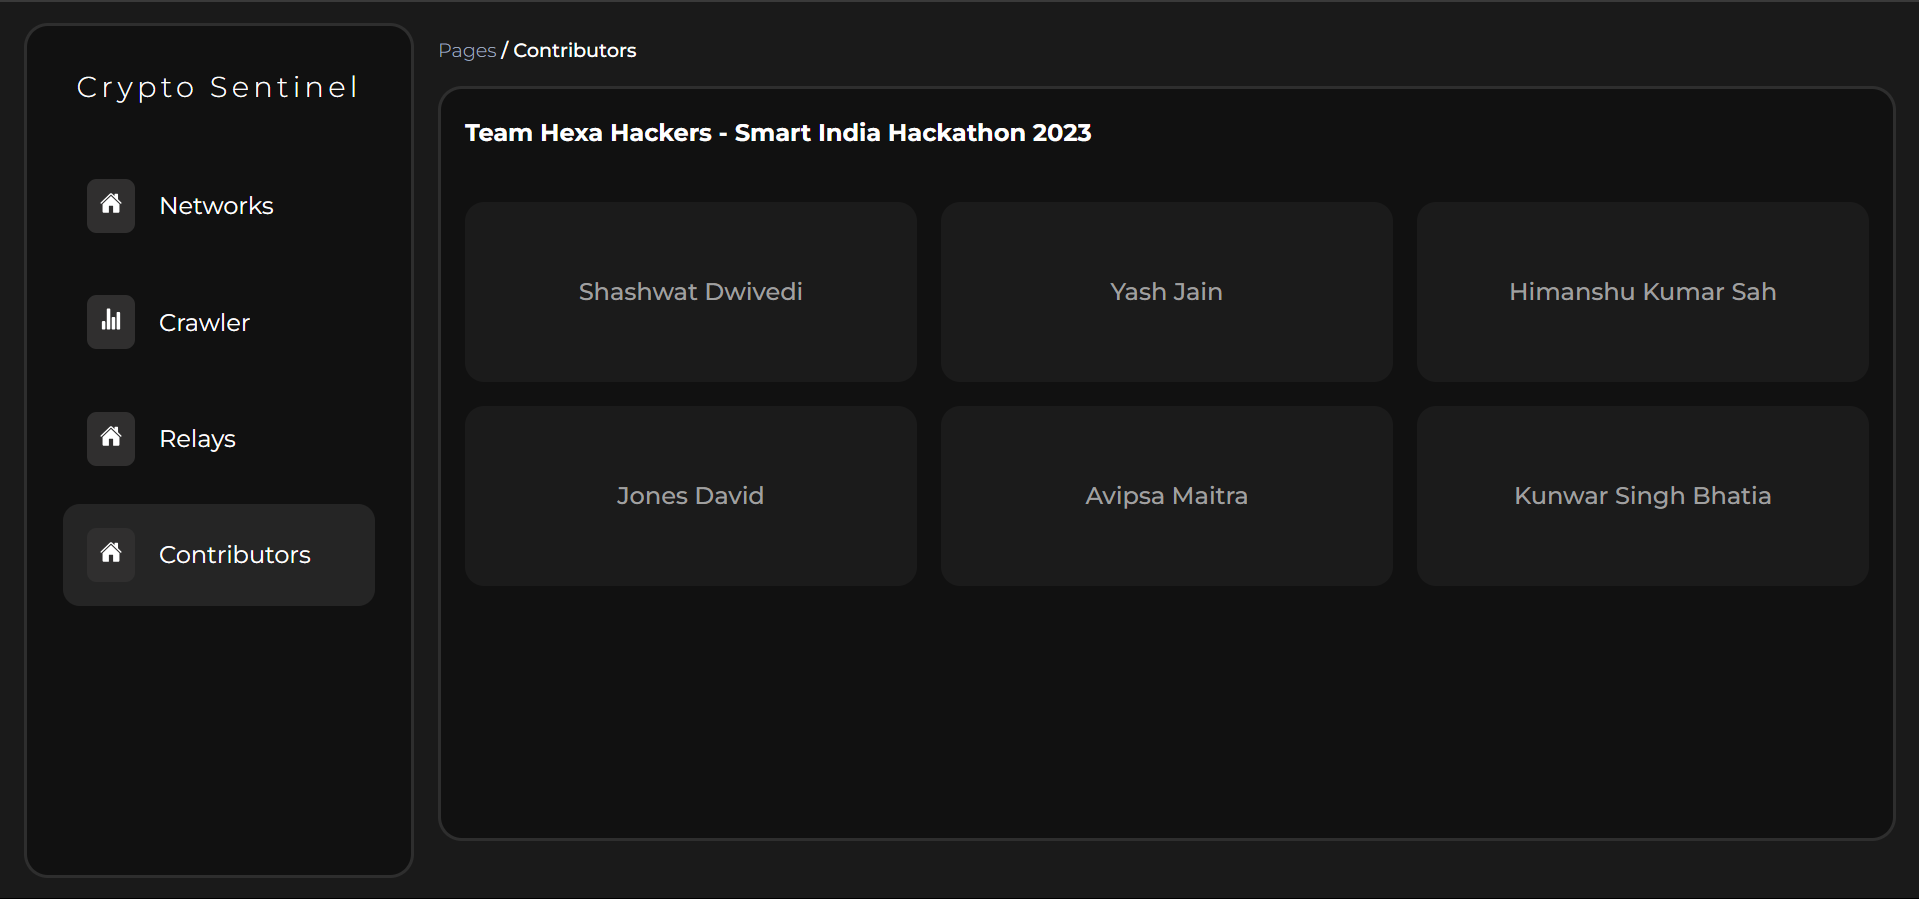 Crypto Sentinel
Networks
Crawler
Relays
Contributors
Pages / Contributors
Team Hexa Hackers - Smart India Hackathon 2023
Shashwat Dwivedi
Yash Jain
Himanshu Kumar Sah
Jones David
Avipsa Maitra
Kunwar Singh Bhatia